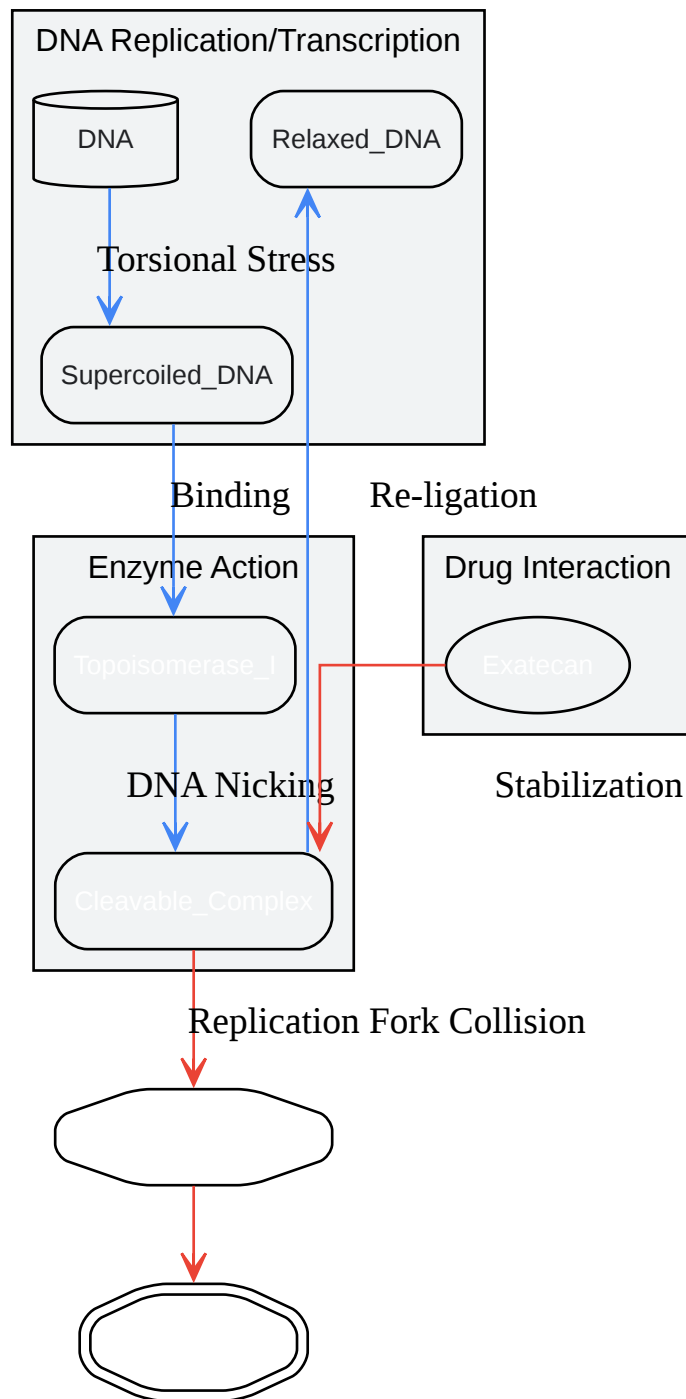 DNA Replication/Transcription
DNA
Relaxed_DNA
Torsional Stress
Supercoiled_DNA
Binding
Re-ligation
Enzyme Action
Drug Interaction
Topoisomerase_I
Exatecan
DNA Nicking
Stabilization
Cleavable_Complex
Replication Fork Collision